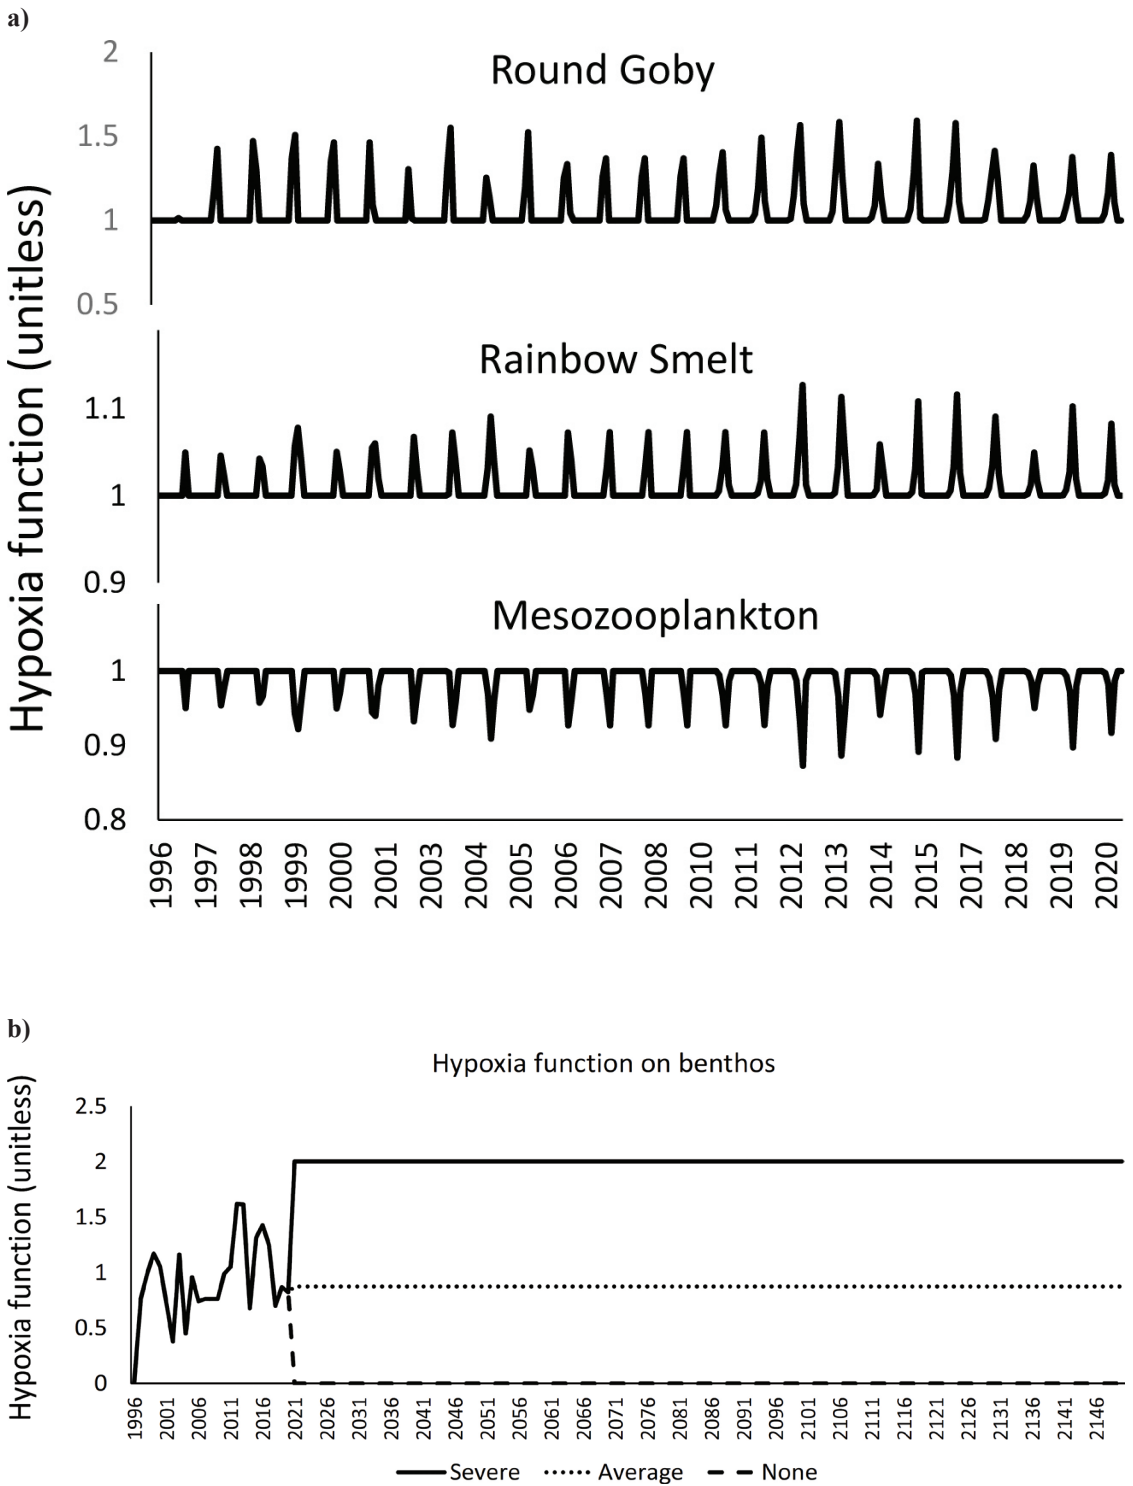 a)
Hypoxia function (unitless)
Round Goby
2
1.5
1
0.5
Rainbow Smelt
1.1
1
0.9
Mesozooplankton
1
0.9
0.8
1996 1997 1998 1999 2000 2001 2003 2004 2005 2006 2007 2008 2010 2011 2012 2013 2014 2015 2017 2018 2019 2020
b)
Hypoxia function on benthos
Hypoxia function (unitless)
2.5
2
1.5
1
0.5
0
1996 2001 2006 2011 2016 2021 2026 2031 2036 2041 2046 2051 2056 2061 2066 2071 2076 2081 2086 2091 2096 2101 2106 2111 2116 2121 2126 2131 2136 2141 2146
Severe Average None